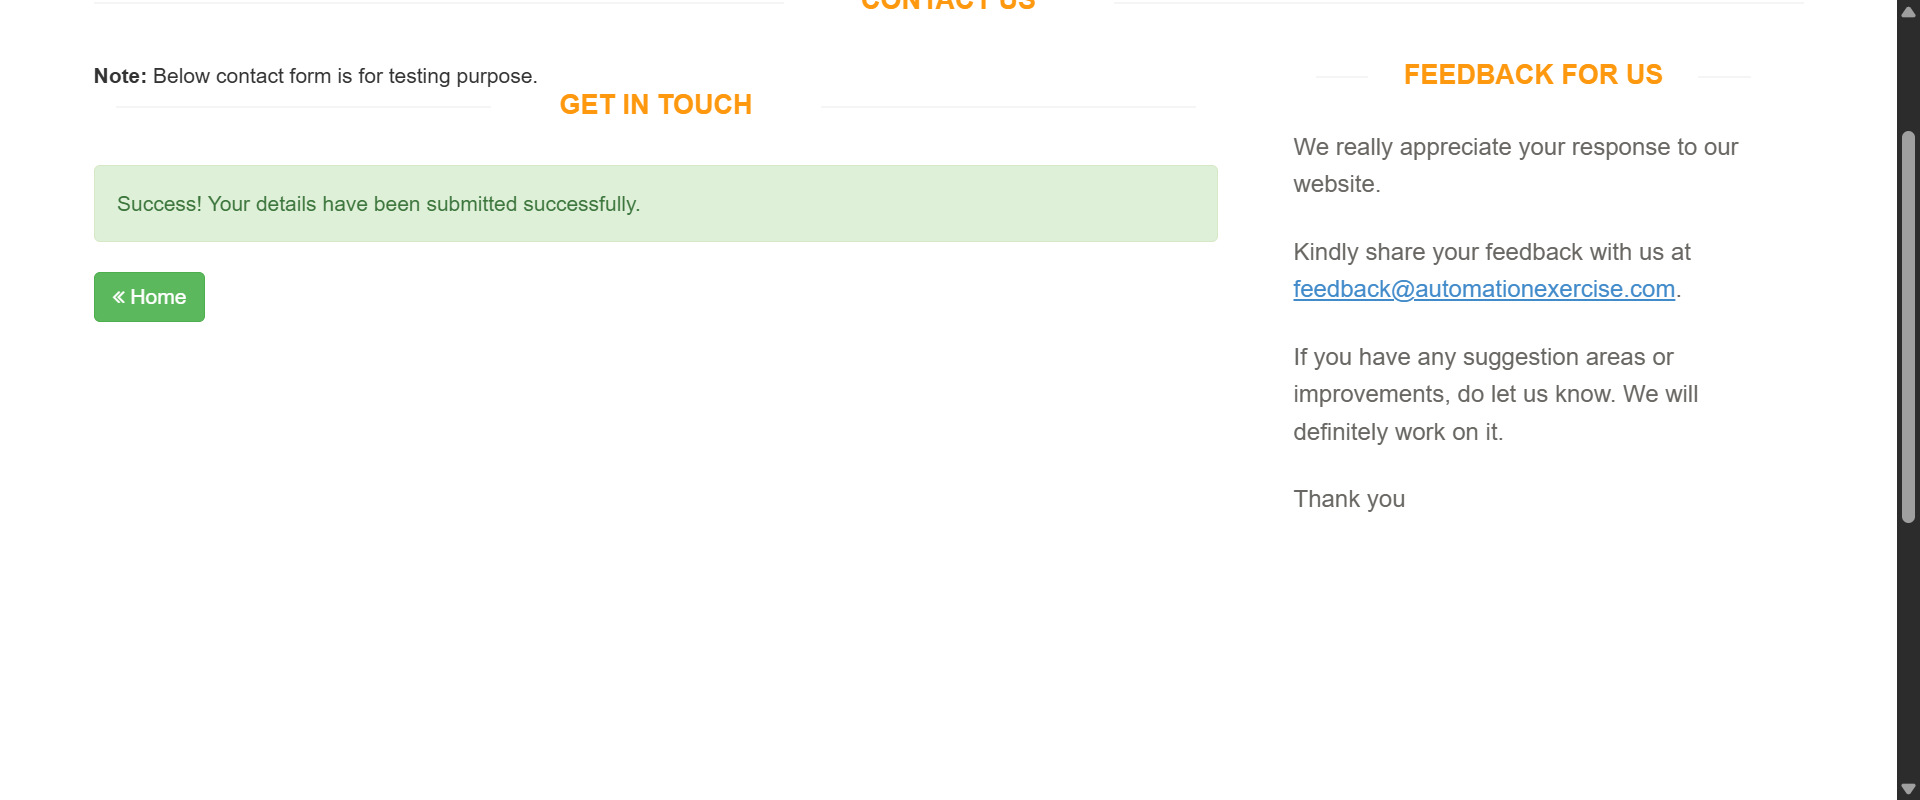 CONTACT US
Note: Below contact form is for testing purpose.
GET IN TOUCH
Success! Your details have been submitted successfully.
« Home
FEEDBACK FOR US
We really appreciate your response to our
website.
Kindly share your feedback with us at
feedback@automationexercise.com.
If you have any suggestion areas or
improvements, do let us know. We will
definitely work on it.
Thank you